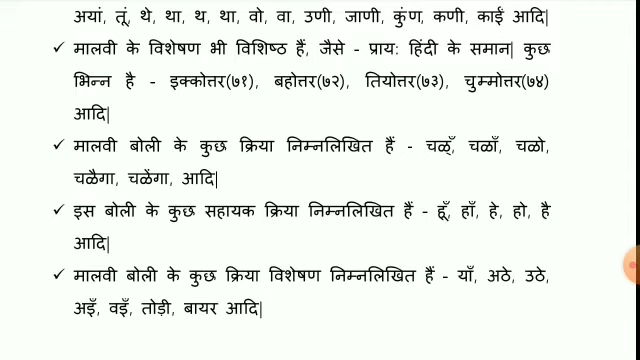 अयां, तूं, थे, था, थ, था, वो, वा, उणी, जाणी, कुंण, कणी, काईं आदि|
✓ मालवी के विशेषण भी विशिष्ठ हैं, जैसे - प्राय: हिंदी के समान| कुछ
भिन्न है - इक्कोत्तर(७१), बहोत्तर(७२), तियोत्तर(७३), चुम्मोत्तर(७४)
आदि|
✓ मालवी बोली के कुछ क्रिया निम्नलिखित हैं - चळूँ, चळाँ, चळो,
चळैगा, चळेंगा, आदि|
✓ इस बोली के कुछ सहायक क्रिया निम्नलिखित हैं - हूँ, हाँ, हे, हो, है
आदि|
✓ मालवी बोली के कुछ क्रिया विशेषण निम्नलिखित हैं - याँ, अठे, उठे,
अइँ, वइँ, तोड़ी, बायर आदि|